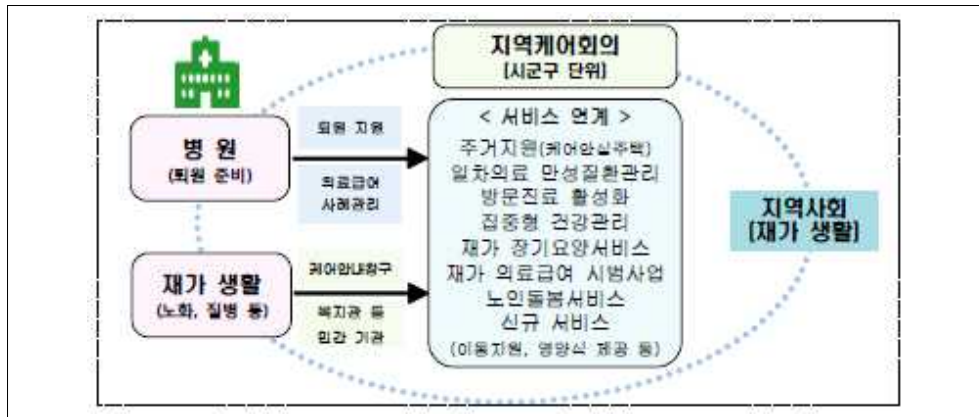 지역케어회의
(시군구 단위)
병 원
(퇴원 준비)
퇴원 지원
의료급여
사례관리
< 서비스 연계 >
주거지원(케어안심주택)
일차의료 만성질환관리
방문진료 활성화
집중형 건강관리
재가 장기요양서비스
재가 의료급여 시범사업
노인돌봄서비스
신규 서비스
(이동지원, 영양식 제공 등)
재가 생활
(노화, 질병 등)
케어안내창구
복지관 등
민간 기관
지역사회
(재가 생활)